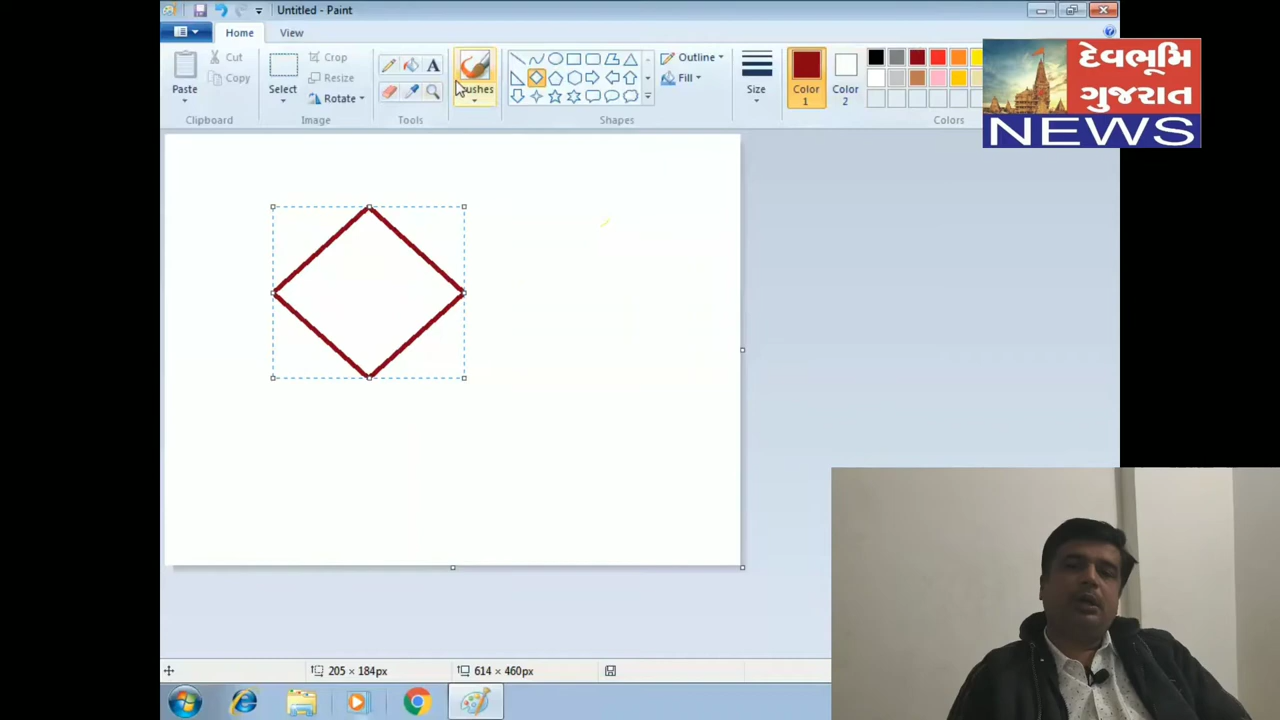 Untitled - Paint
Home
View
Paste
Cut
Copy
Clipboard
Select
Crop
Resize
Rotate
Image
Tools
ushes
Shapes
Outline
Fill
Size
Color
1
Color
2
Colors
દેવભૂમિ
ગુજરાત
NEWS
205 × 184px
614 × 460px